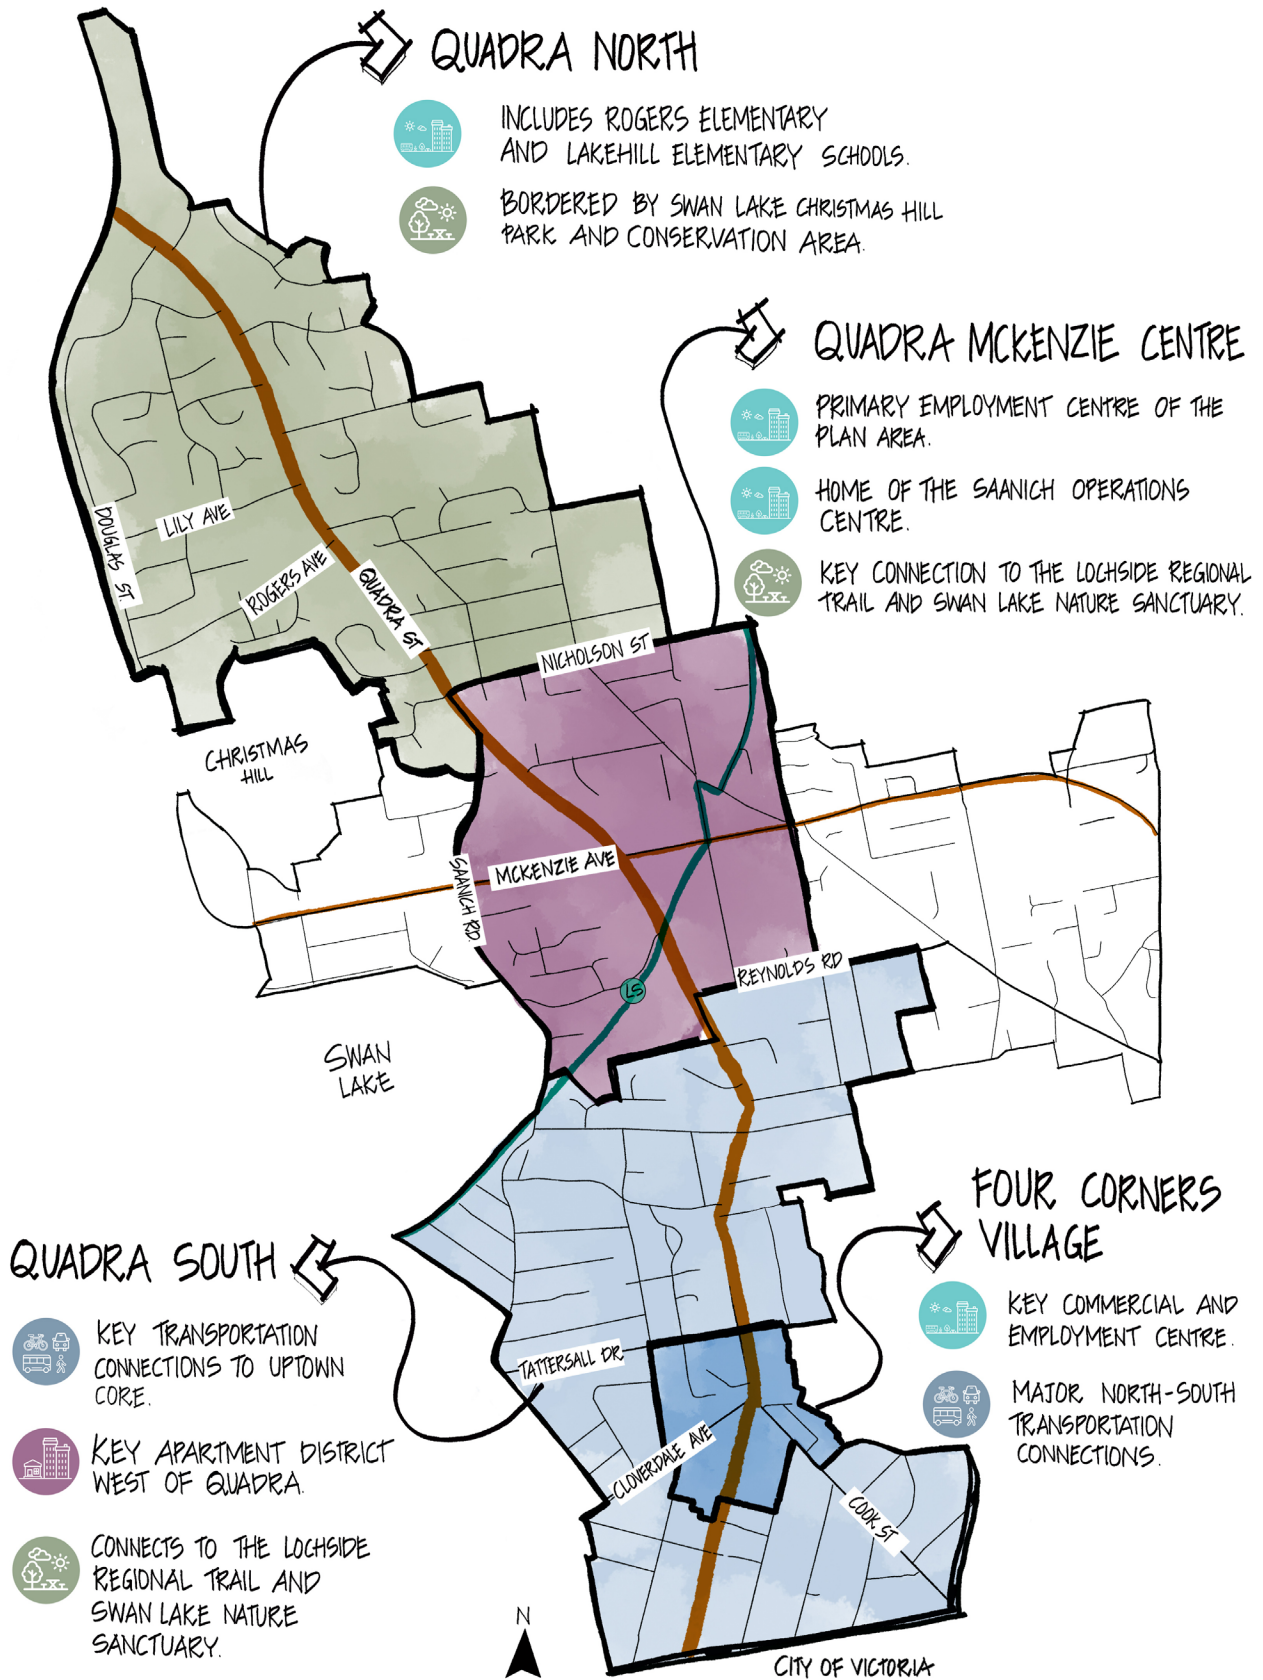 QUADRA NORTH
INCLUDES ROGERS ELEMENTARY
AND LAKEHILL ELEMENTARY SCHOOLS.
BORDERED BY SWAN LAKE CHRISTMAS HILL
PARK AND CONSERVATION AREA.
QUADRA MCKENZIE CENTRE
PRIMARY EMPLOYMENT CENTRE OF THE
PLAN AREA.
HOME OF THE SAANICH OPERATIONS
CENTRE.
KEY CONNECTION TO THE LOCHSIDE REGIONAL
TRAIL AND SWAN LAKE NATURE SANCTUARY.
DOUGLAS ST.
LILY AVE
ROGERS AVE
QUADRA ST
NICHOLSON ST
CHRISTMAS
HILL
SAANICH RD.
MCKENZIE AVE
REYNOLDS RD
LS
SWAN
LAKE
FOUR CORNERS
VILLAGE
KEY COMMERCIAL AND
EMPLOYMENT CENTRE.
MAJOR NORTH-SOUTH
TRANSPORTATION
CONNECTIONS.
QUADRA SOUTH
KEY TRANSPORTATION
CONNECTIONS TO UPTOWN
CORE.
KEY APARTMENT DISTRICT
WEST OF QUADRA.
CONNECTS TO THE LOCHSIDE
REGIONAL TRAIL AND
SWAN LAKE NATURE
SANCTUARY.
TATTERSALL DR
CLOVERDALE AVE
COOK ST
N
CITY OF VICTORIA